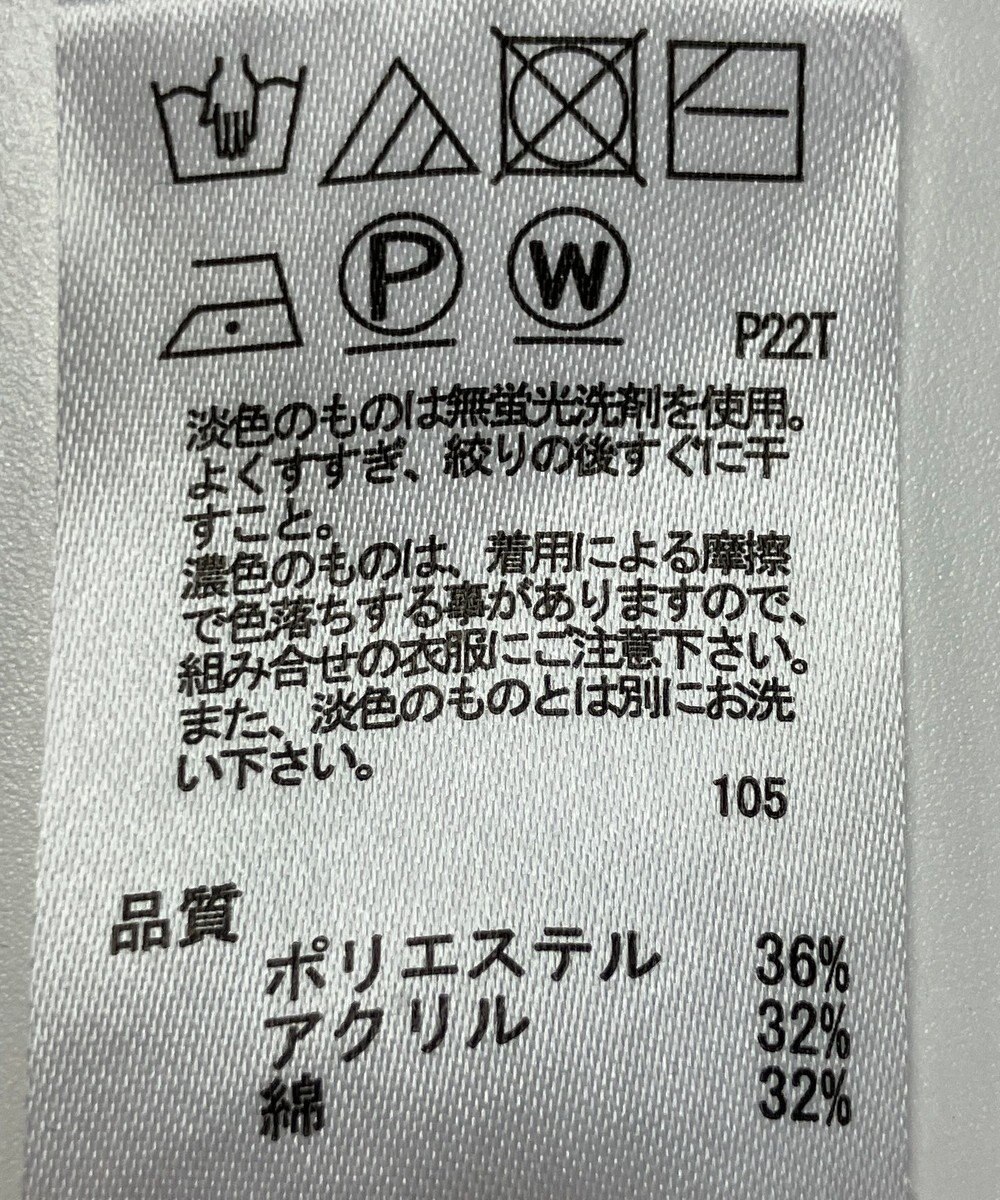 P
W
P22T
淡色のものは無蛍光洗剤を使用。
よくすすぎ、絞りの後すぐに干
すこと。
濃色のものは、着用による摩擦
で色落ちする事がありますので、
組み合せの衣服にご注意下さい。
また、淡色のものとは別にお洗
い下さい。
105
品質
ポリエステル 36%
アクリル 32%
綿 32%